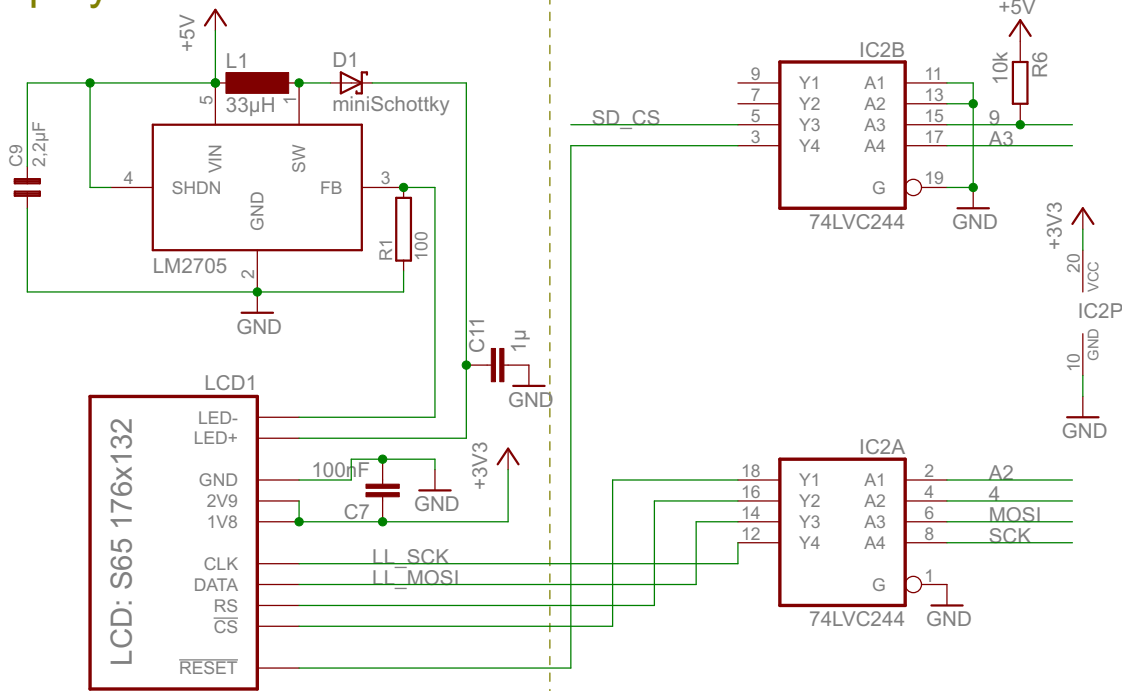 play
+5V
L1
33µH
D1
miniSchottky
C9
2,2µF
5
1
VIN
SW
4
SHDN
FB
3
GND
2
LM2705
R1
100
GND
C11
1µ
GND
LCD1
LCD: S65 176x132
LED-
LED+
GND
2V9
1V8
CLK
DATA
RS
CS
RESET
100nF
C7
GND
+3V3
LL_SCK
LL_MOSI
+5V
10k
R6
IC2B
9 Y1 A1 11
7 Y2 A2 13
SD_CS 5 Y3 A3 15 9
3 Y4 A4 17 A3
G 19
74LVC244
GND
+3V3
20
VCC
IC2P
10
GND
GND
IC2A
18 Y1 A1 2 A2
16 Y2 A2 4 4
14 Y3 A3 6 MOSI
12 Y4 A4 8 SCK
G 1
74LVC244
GND